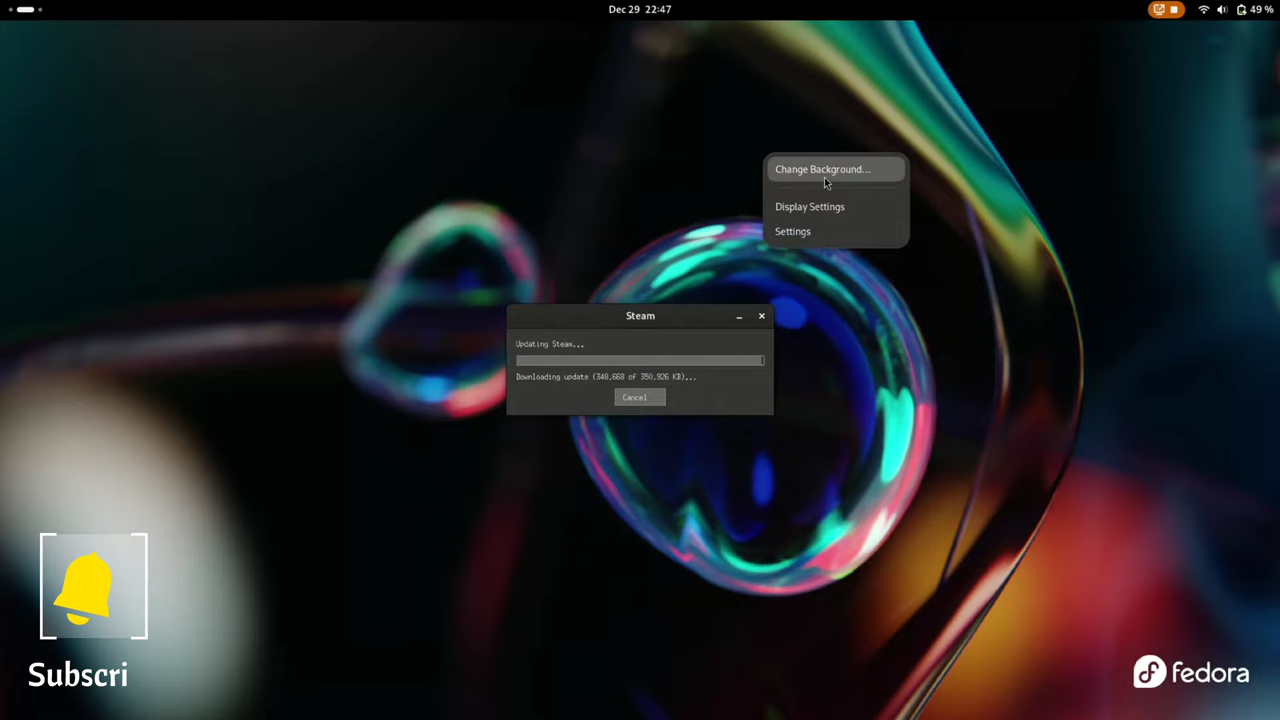 Dec 29 22:47
49 %
Change Background...
Display Settings
Settings
Steam
Updating Steam...
Downloading update (348,668 of 350,926 KB)...
Cancel
Subscri
fedora